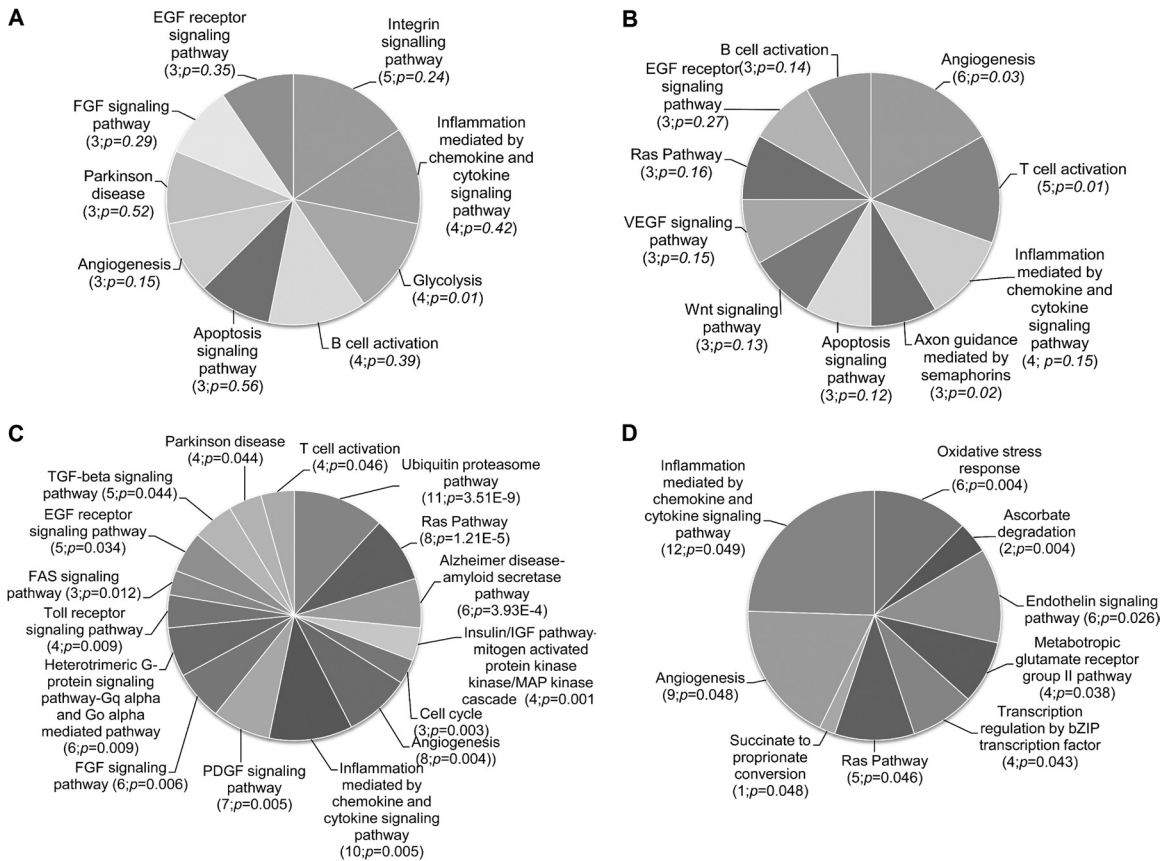 A
EGF receptor
signaling
pathway
(3;p=0.35)
Integrin
signalling
pathway
(5;p=0.24)
Inflammation
mediated by
chemokine and
cytokine
signaling
pathway
(4;p=0.42)
Glycolysis
(4;p=0.01)
B cell activation
(4;p=0.39)
Apoptosis
signaling
pathway
(3;p=0.56)
Angiogenesis
(3;p=0.15)
Parkinson
disease
(3;p=0.52)
FGF signaling
pathway
(3;p=0.29)
B
B cell activation
(3;p=0.14)
Angiogenesis
(6;p=0.03)
T cell activation
(5;p=0.01)
Inflammation
mediated by
chemokine and
cytokine
signaling
pathway
(4; p=0.15)
Axon guidance
mediated by
semaphorins
(3;p=0.02)
Apoptosis
signaling
pathway
(3;p=0.12)
Wnt signaling
pathway
(3;p=0.13)
VEGF signaling
pathway
(3;p=0.15)
Ras Pathway
(3;p=0.16)
EGF receptor
signaling
pathway
(3;p=0.27)
C
Parkinson disease
(4;p=0.044)
T cell activation
(4;p=0.046)
Ubiquitin proteasome
pathway
(11;p=3.51E-9)
Ras Pathway
(8;p=1.21E-5)
Alzheimer disease-
amyloid secretase
pathway
(6;p=3.93E-4)
Insulin/IGF pathway-
mitogen activated
protein kinase
kinase/MAP kinase
cascade (4;p=0.001
Cell cycle
(3;p=0.003)
Angiogenesis
(8;p=0.004))
Inflammation
mediated by
chemokine and
cytokine signaling
pathway
(10;p=0.005)
PDGF signaling
pathway
(7;p=0.005)
FGF signaling
pathway (6;p=0.006)
Heterotrimeric G-
protein signaling
pathway-Gq alpha
and Go alpha
mediated pathway
(6;p=0.009)
Toll receptor
signaling pathway
(4;p=0.009)
FAS signaling
pathway (3;p=0.012)
EGF receptor
signaling pathway
(5;p=0.034)
TGF-beta signaling
pathway (5;p=0.044)
D
Inflammation
mediated by
chemokine and
cytokine signaling
pathway
(12;p=0.049)
Oxidative stress
response
(6;p=0.004)
Ascorbate
degradation
(2;p=0.004)
Endothelin signaling
pathway (6;p=0.026)
Metabotropic
glutamate receptor
group II pathway
(4;p=0.038)
Transcription
regulation by bZIP
transcription factor
(4;p=0.043)
Ras Pathway
(5;p=0.046)
Succinate to
proprionate
conversion
(1;p=0.048)
Angiogenesis
(9;p=0.048)